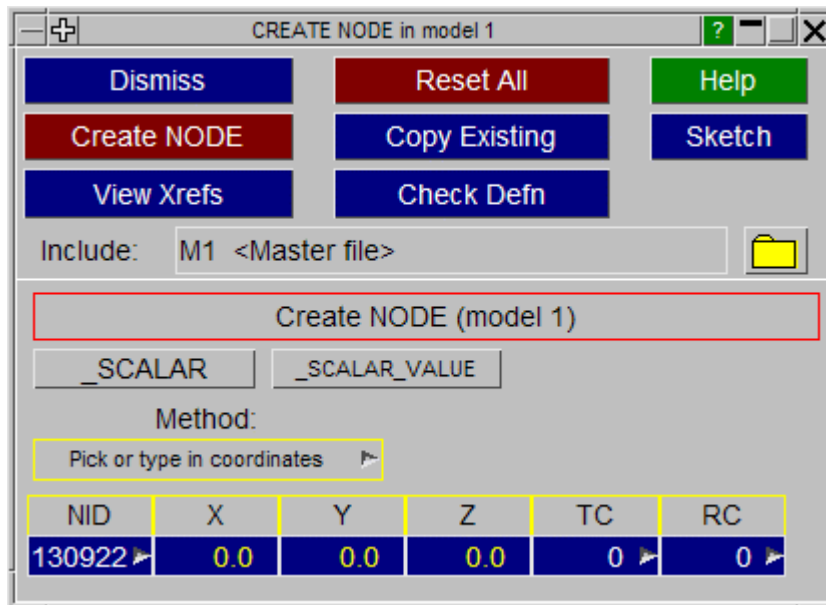 CREATE NODE in model 1 ?
Dismiss Reset All Help
Create NODE Copy Existing Sketch
View Xrefs Check Defn
Include: M1 <Master file>
Create NODE (model 1)
_SCALAR _SCALAR_VALUE
Method:
Pick or type in coordinates
NID X Y Z TC RC
130922 0.0 0.0 0.0 0 0